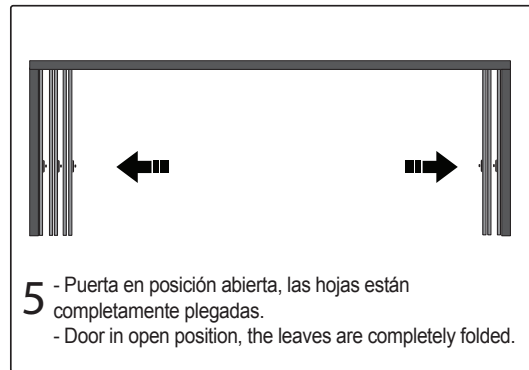 5 - Puerta en posición abierta, las hojas están
completamente plegadas.
- Door in open position, the leaves are completely folded.